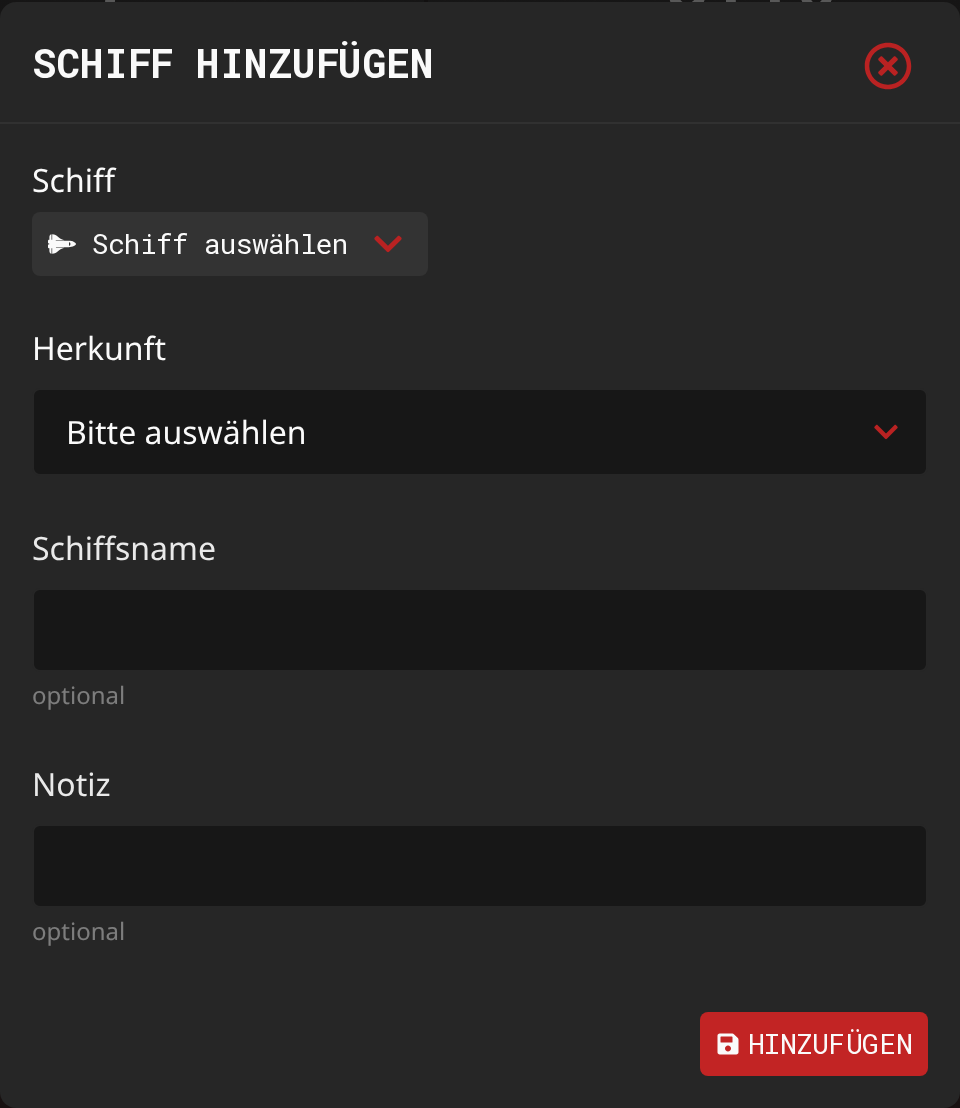 SCHIFF HINZUFÜGEN
Schiff
Schiff auswählen
Herkunft
Bitte auswählen
Schiffsname
optional
Notiz
optional
HINZUFÜGEN